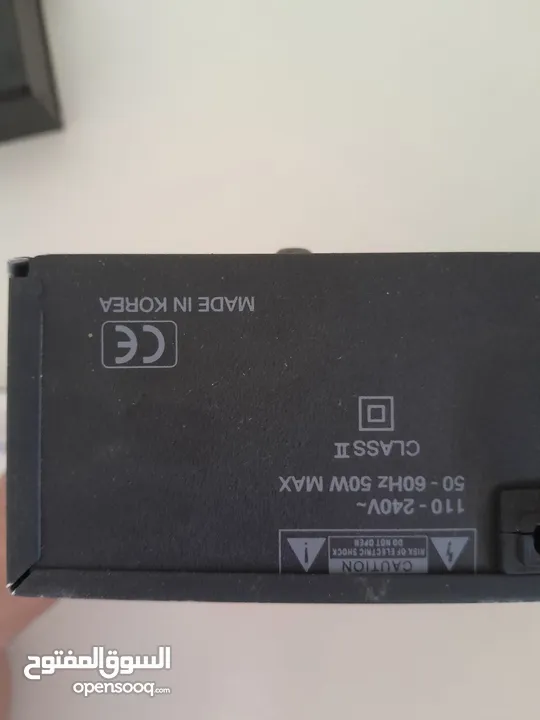 CAUTION
RISK OF ELECTRIC SHOCK
DO NOT OPEN
110 - 240V~
50 - 60Hz 50W MAX
CLASS II
CE
MADE IN KOREA
السوق المفتوح
opensooq.com